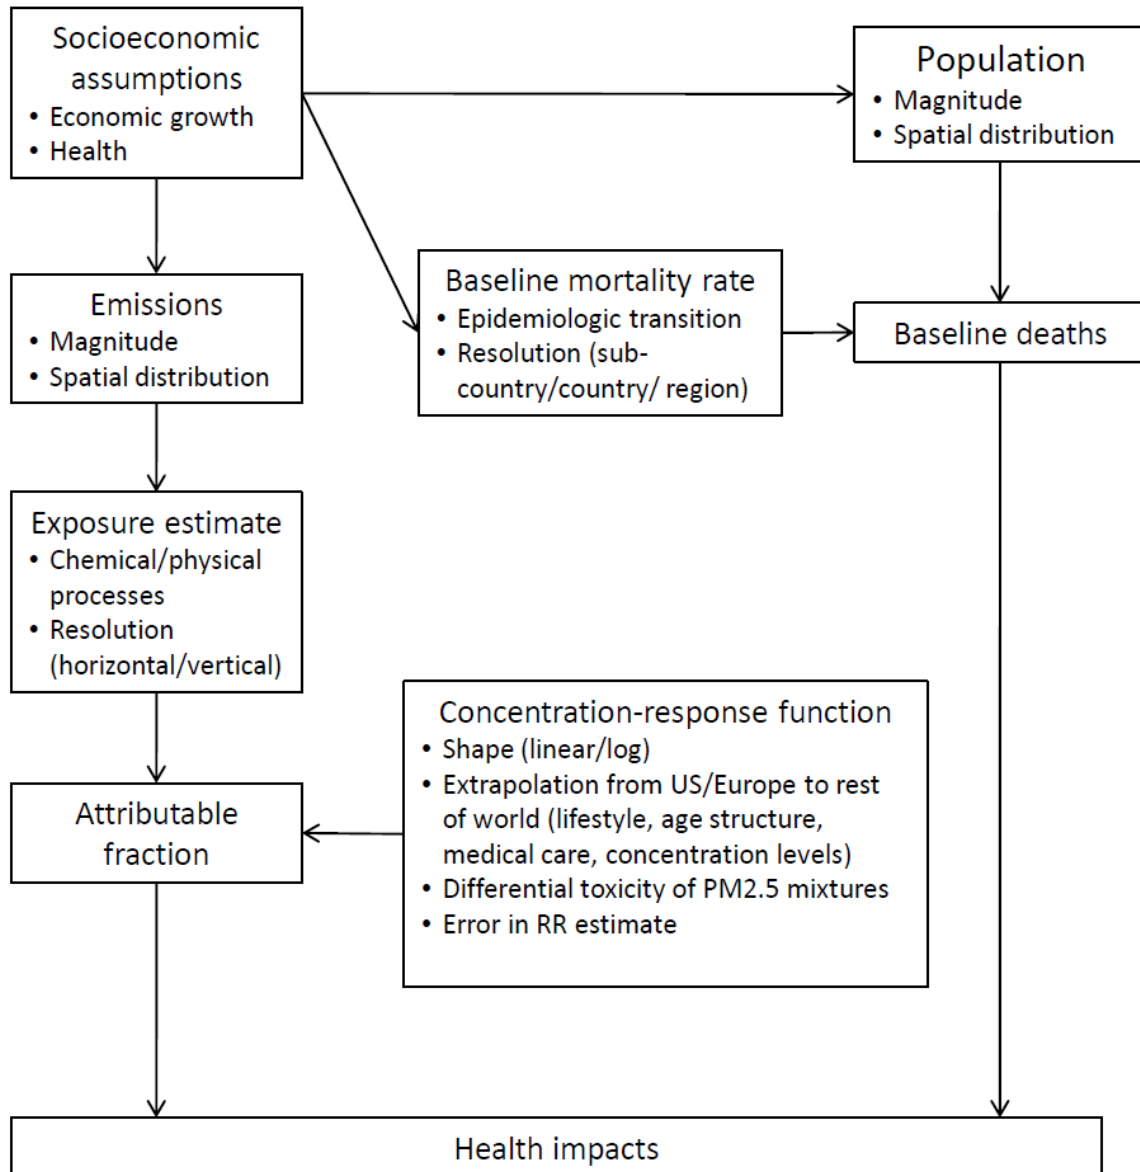 Socioeconomic
assumptions
• Economic growth
• Health
Population
• Magnitude
• Spatial distribution
Emissions
• Magnitude
• Spatial distribution
Baseline mortality rate
• Epidemiologic transition
• Resolution (sub-
country/country/ region)
Baseline deaths
Exposure estimate
• Chemical/physical
processes
• Resolution
(horizontal/vertical)
Concentration-response function
• Shape (linear/log)
• Extrapolation from US/Europe to rest
of world (lifestyle, age structure,
medical care, concentration levels)
• Differential toxicity of PM2.5 mixtures
• Error in RR estimate
Attributable
fraction
Health impacts